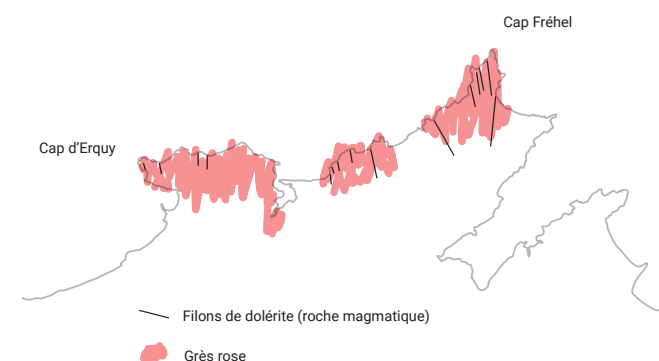 Cap Fréhel
Cap d’Erquy
Filons de dolérite (roche magmatique)
Grès rose